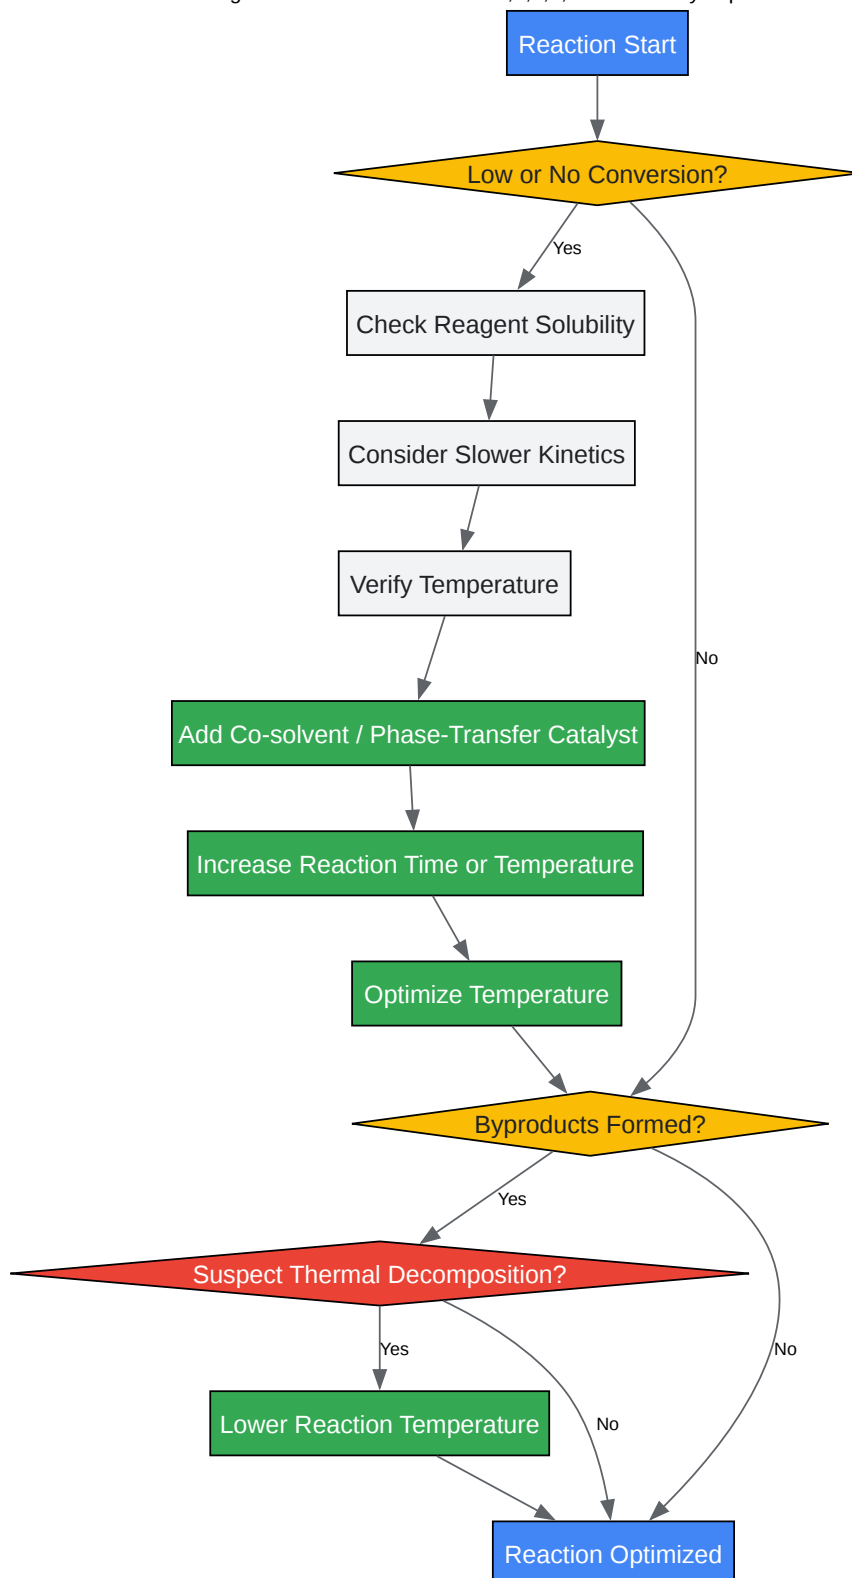 Reaction Start
Low or No Conversion?
Yes
Check Reagent Solubility
Consider Slower Kinetics
Verify Temperature
No
Add Co-solvent / Phase-Transfer Catalyst
Increase Reaction Time or Temperature
Optimize Temperature
Byproducts Formed?
Yes
Suspect Thermal Decomposition?
Yes
No
Lower Reaction Temperature
No
Reaction Optimized